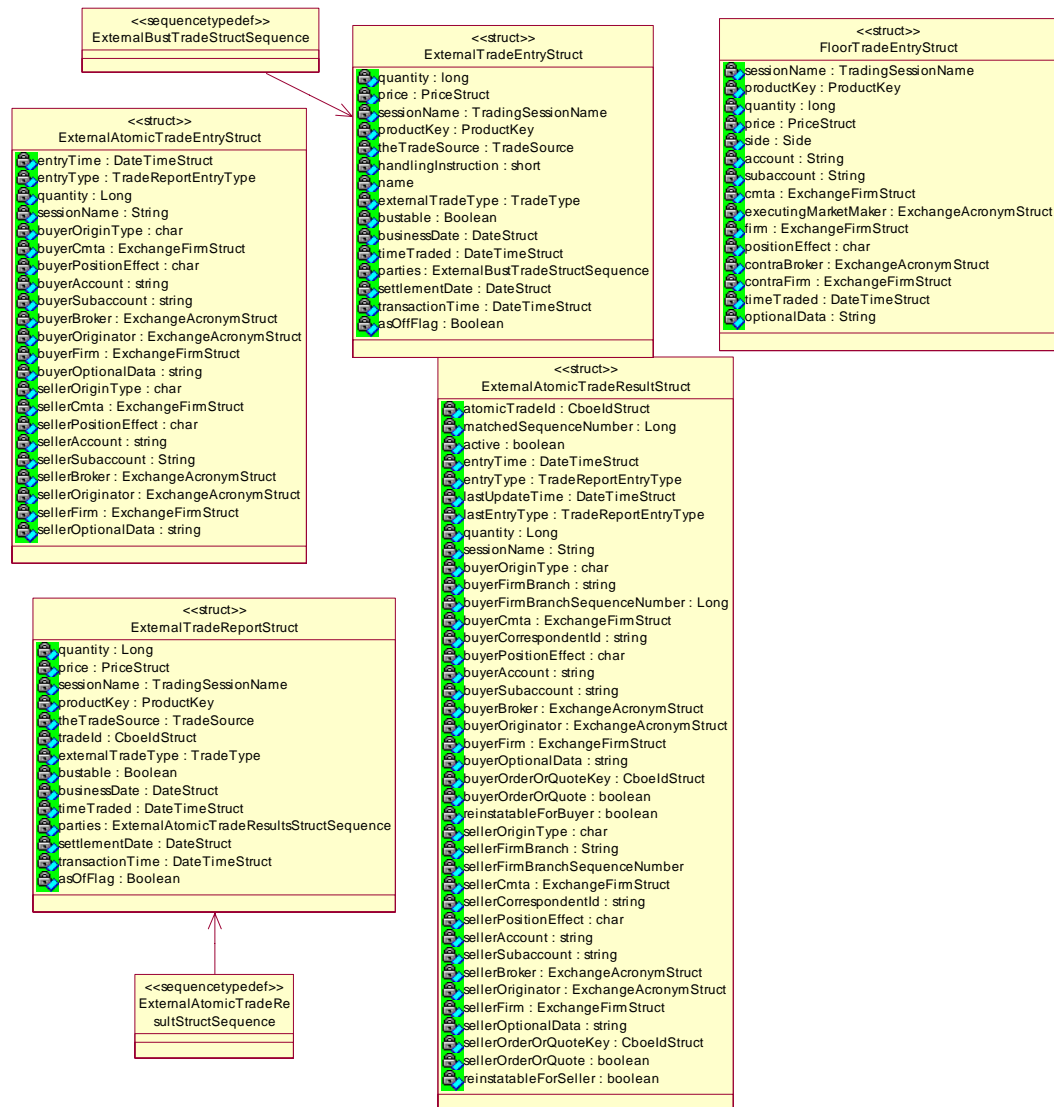 <<sequencetypedef>>
ExternalBustTradeStructSequence
<<struct>>
ExternalTradeEntryStruct
quantity : long
price : PriceStruct
sessionName : TradingSessionName
productKey : ProductKey
theTradeSource : TradeSource
handlingInstruction : short
name
externalTradeType : TradeType
bustable : Boolean
businessDate : DateStruct
timeTraded : DateTimeStruct
parties : ExternalBustTradeStructSequence
settlementDate : DateStruct
transactionTime : DateTimeStruct
asOffFlag : Boolean
<<struct>>
FloorTradeEntryStruct
sessionName : TradingSessionName
productKey : ProductKey
quantity : long
price : PriceStruct
side : Side
account : String
subaccount : String
cmta : ExchangeFirmStruct
executingMarketMaker : ExchangeAcronymStruct
firm : ExchangeFirmStruct
positionEffect : char
contraBroker : ExchangeAcronymStruct
contraFirm : ExchangeFirmStruct
timeTraded : DateTimeStruct
optionalData : String
<<struct>>
ExternalAtomicTradeEntryStruct
entryTime : DateTimeStruct
entryType : TradeReportEntryType
quantity : Long
sessionName : String
buyerOriginType : char
buyerCmta : ExchangeFirmStruct
buyerPositionEffect : char
buyerAccount : string
buyerSubaccount : string
buyerBroker : ExchangeAcronymStruct
buyerOriginator : ExchangeAcronymStruct
buyerFirm : ExchangeFirmStruct
buyerOptionalData : string
sellerOriginType : char
sellerCmta : ExchangeFirmStruct
sellerPositionEffect : char
sellerAccount : string
sellerSubaccount : String
sellerBroker : ExchangeAcronymStruct
sellerOriginator : ExchangeAcronymStruct
sellerFirm : ExchangeFirmStruct
sellerOptionalData : string
<<struct>>
ExternalAtomicTradeResultStruct
atomicTradeId : CboeIdStruct
matchedSequenceNumber : Long
active : boolean
entryTime : DateTimeStruct
entryType : TradeReportEntryType
lastUpdateTime : DateTimeStruct
lastEntryType : TradeReportEntryType
quantity : Long
sessionName : String
buyerOriginType : char
buyerFirmBranch : string
buyerFirmBranchSequenceNumber : Long
buyerCmta : ExchangeFirmStruct
buyerCorrespondentId : string
buyerPositionEffect : char
buyerAccount : string
buyerSubaccount : string
buyerBroker : ExchangeAcronymStruct
buyerOriginator : ExchangeAcronymStruct
buyerFirm : ExchangeFirmStruct
buyerOptionalData : string
buyerOrderOrQuoteKey : CboeIdStruct
buyerOrderOrQuote : boolean
reinstatableForBuyer : boolean
sellerOriginType : char
sellerFirmBranch : String
sellerFirmBranchSequenceNumber
sellerCmta : ExchangeFirmStruct
sellerCorrespondentId : string
sellerPositionEffect : char
sellerAccount : string
sellerSubaccount : string
sellerBroker : ExchangeAcronymStruct
sellerOriginator : ExchangeAcronymStruct
sellerFirm : ExchangeFirmStruct
sellerOptionalData : string
sellerOrderOrQuoteKey : CboeIdStruct
sellerOrderOrQuote : boolean
reinstatableForSeller : boolean
<<struct>>
ExternalTradeReportStruct
quantity : Long
price : PriceStruct
sessionName : TradingSessionName
productKey : ProductKey
theTradeSource : TradeSource
tradeId : CboeIdStruct
externalTradeType : TradeType
bustable : Boolean
businessDate : DateStruct
timeTraded : DateTimeStruct
parties : ExternalAtomicTradeResultsStructSequence
settlementDate : DateStruct
transactionTime : DateTimeStruct
asOfFlag : Boolean
<<sequencetypedef>>
ExternalAtomicTradeRe
sultStructSequence